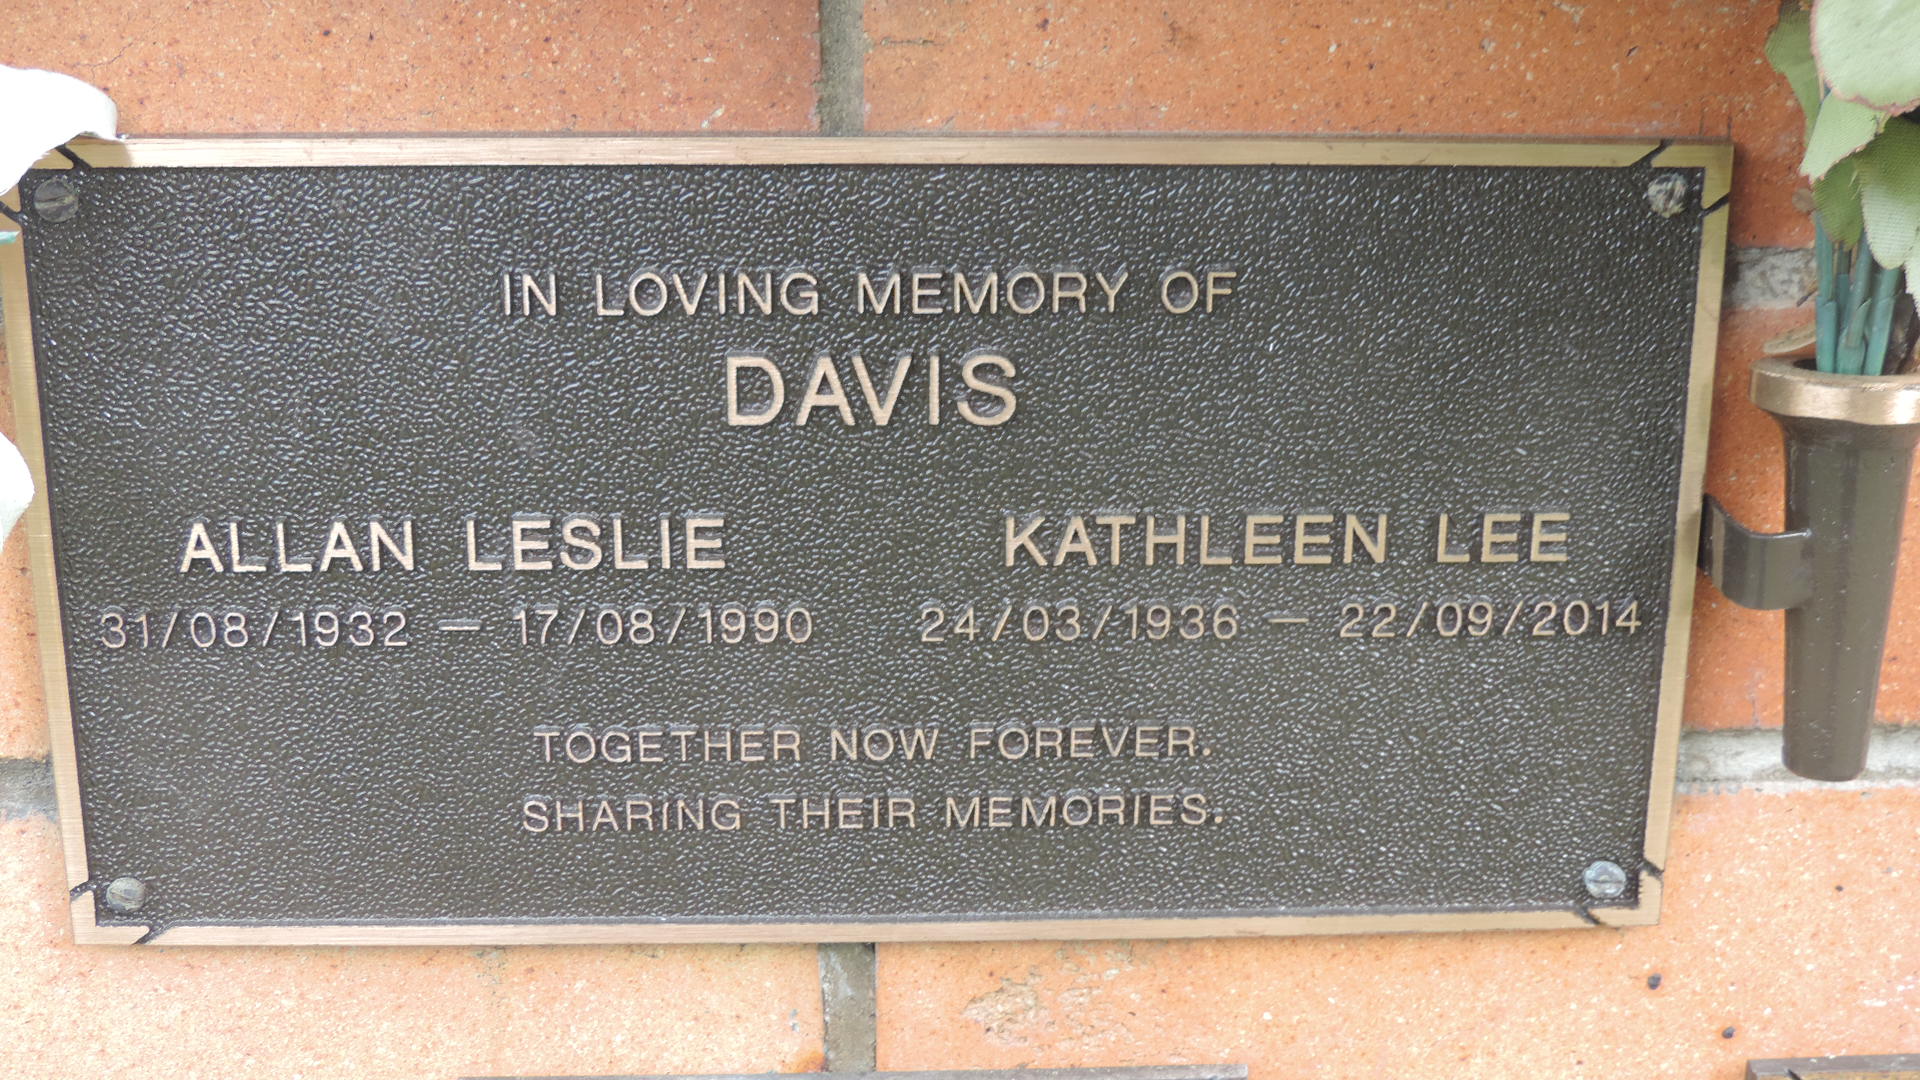 IN LOVING MEMORY OF
DAVIS
ALLAN LESLIE
31/08/1932 – 17/08/1990
KATHLEEN LEE
24/03/1936 – 22/09/2014
TOGETHER NOW FOREVER.
SHARING THEIR MEMORIES.